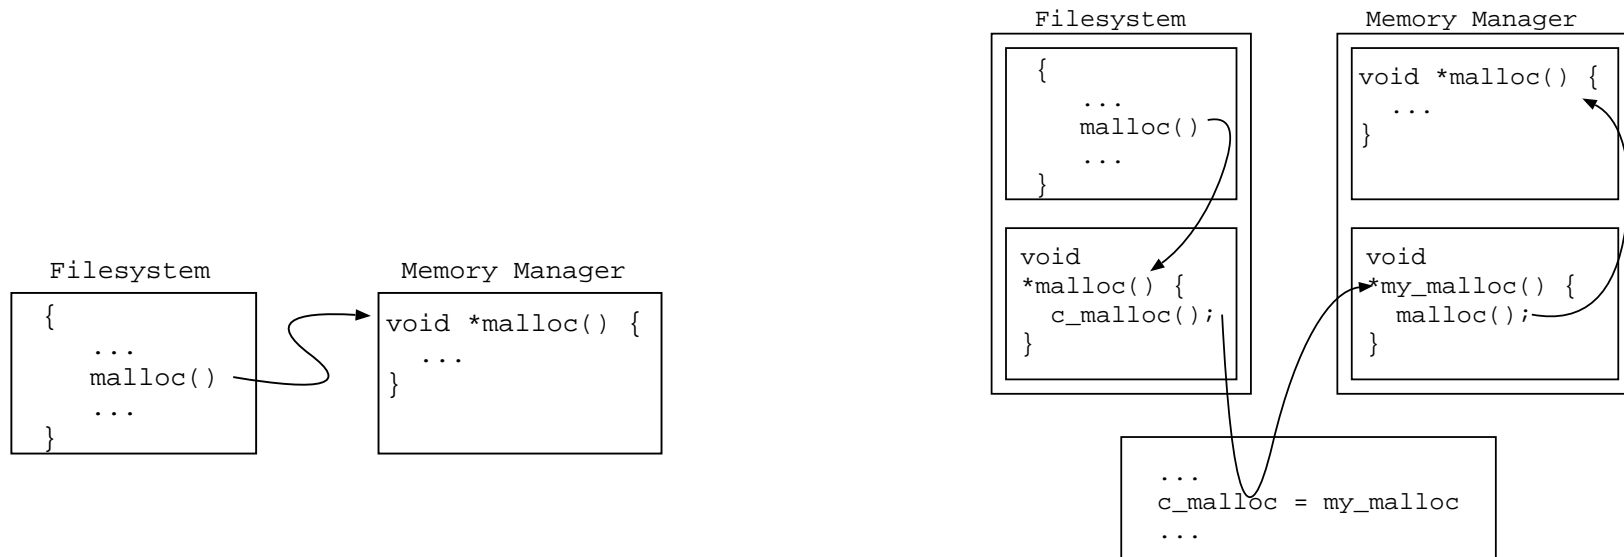 Filesystem
{
...
malloc()
...
}
Memory Manager
void *malloc() {
...
}
Filesystem
{
...
malloc()
...
}
void
*malloc() {
c_malloc();
}
Memory Manager
void *malloc() {
...
}
void
*my_malloc() {
malloc();
}
...
c_malloc = my_malloc
...